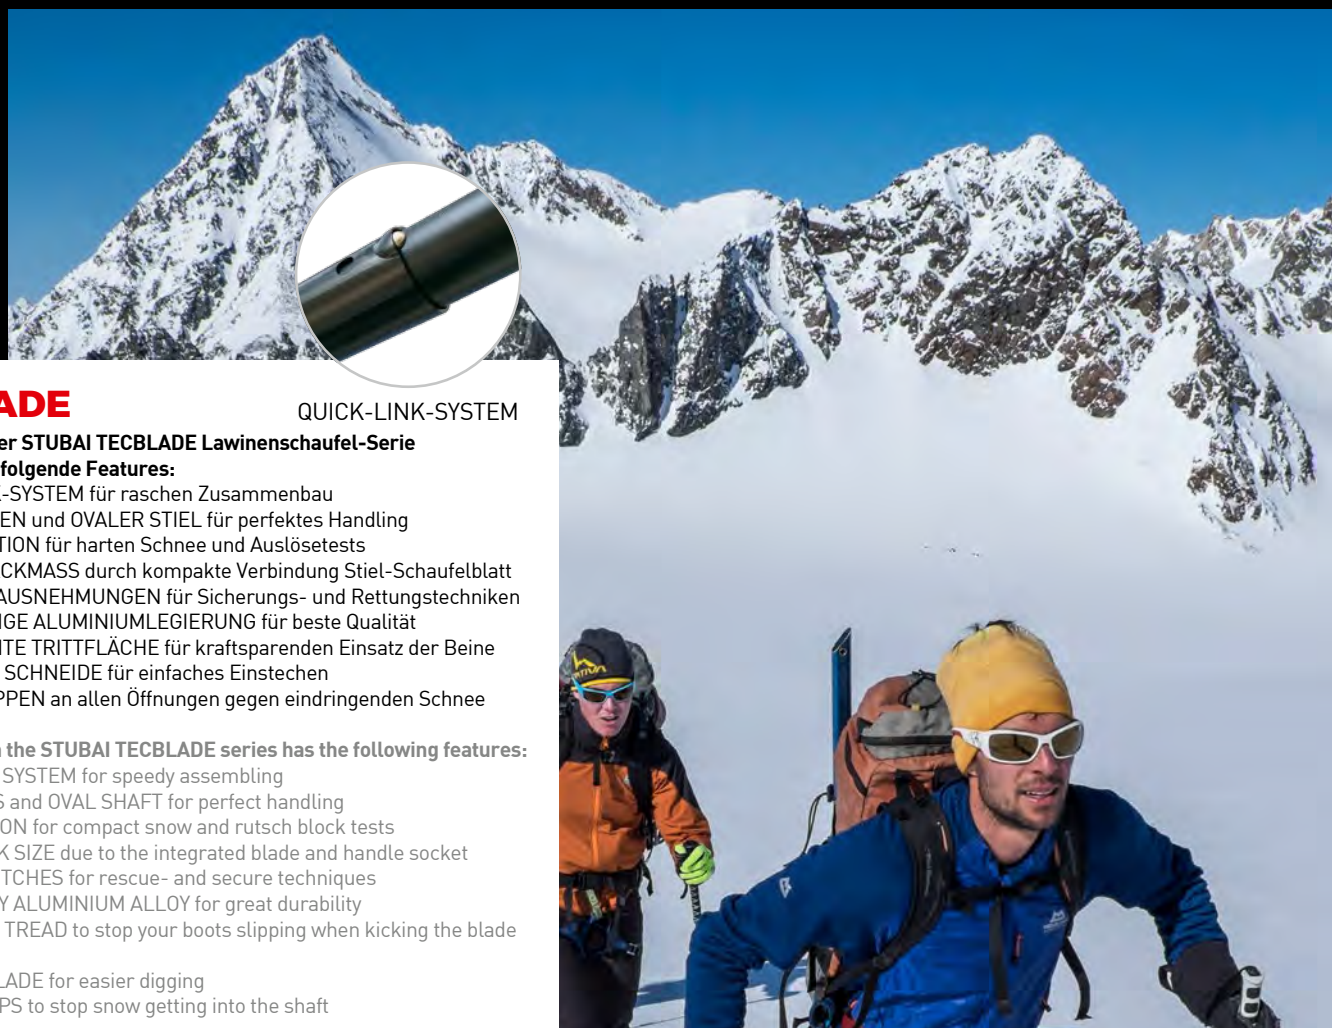 ADE
QUICK-LINK-SYSTEM
er STUBAI TECBLADE Lawinenschaufel-Serie
folgende Features:
-SYSTEM für raschen Zusammenbau
EN und OVALER STIEL für perfektes Handling
TION für harten Schnee und Auslösetests
CKMASS durch kompakte Verbindung Stiel-Schaufelblatt
AUSNEHMUNGEN für Sicherungs- und Rettungstechniken
IGE ALUMINIUMLEGIERUNG für beste Qualität
TE TRITTFLÄCHE für kraftsparenden Einsatz der Beine
SCHNEIDE für einfaches Einstechen
PPEN an allen Öffnungen gegen eindringenden Schnee
the STUBAI TECBLADE series has the following features:
SYSTEM for speedy assembling
S and OVAL SHAFT for perfect handling
ON for compact snow and rutsch block tests
K SIZE due to the integrated blade and handle socket
TCHES for rescue- and secure techniques
Y ALUMINIUM ALLOY for great durability
TREAD to stop your boots slipping when kicking the blade
LADE for easier digging
PS to stop snow getting into the shaft